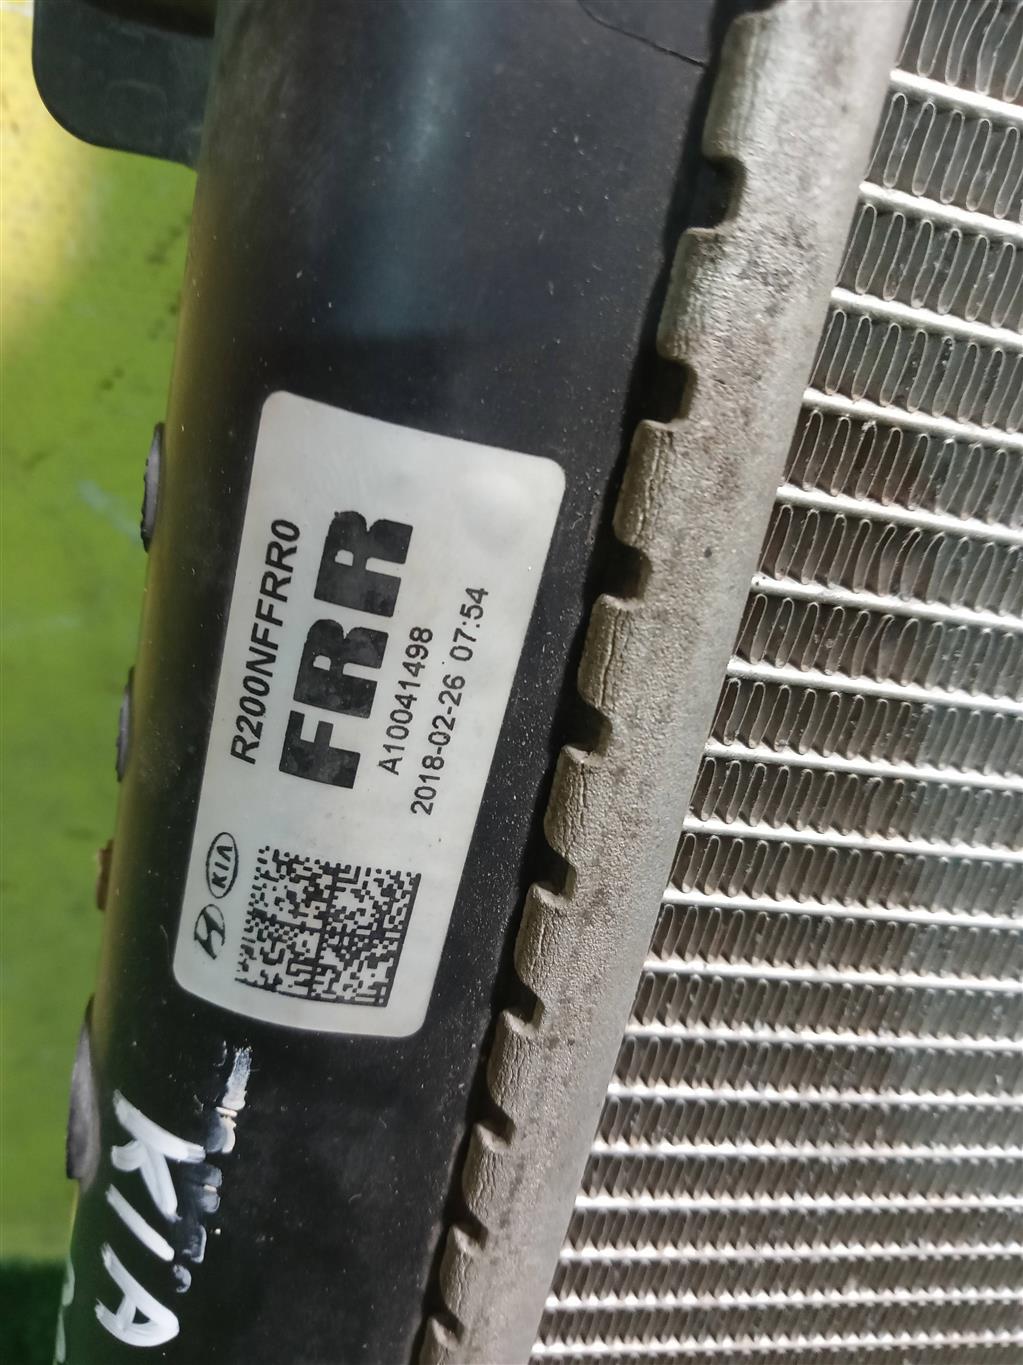 R200NFFRR0
FRR
A10041498
2018-02-26 07:54
KIA
KIA